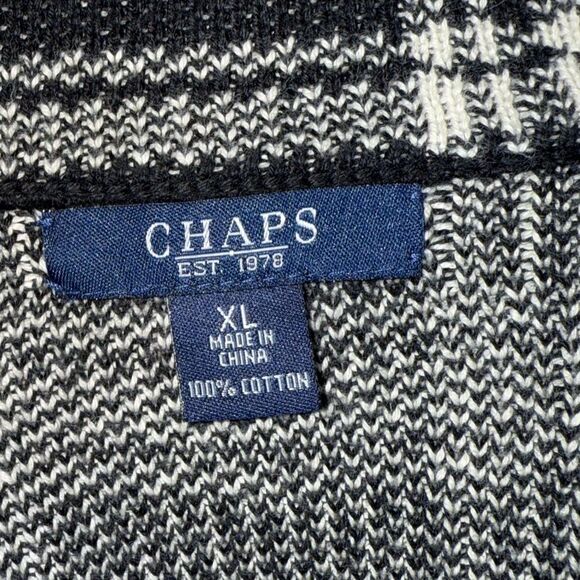 CHAPS
EST. 1978
XL
MADE IN
CHINA
100% COTTON